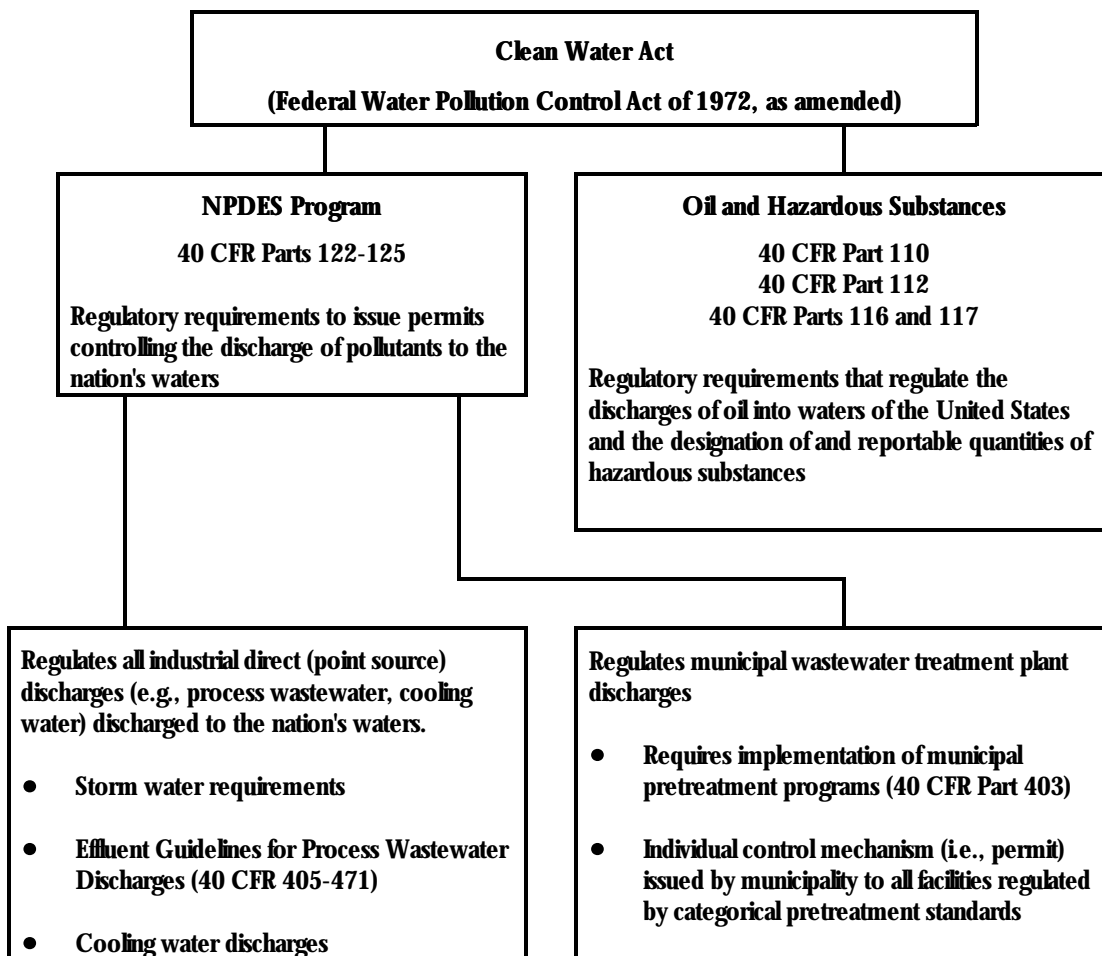 Clean Water Act
(Federal Water Pollution Control Act of 1972, as amended)
NPDES Program
40 CFR Parts 122-125
Regulatory requirements to issue permits
controlling the discharge of pollutants to the
nation's waters
Oil and Hazardous Substances
40 CFR Part 110
40 CFR Part 112
40 CFR Parts 116 and 117
Regulatory requirements that regulate the
discharges of oil into waters of the United States
and the designation of and reportable quantities of
hazardous substances
Regulates all industrial direct (point source)
discharges (e.g., process wastewater, cooling
water) discharged to the nation's waters.
● Storm water requirements
● Effluent Guidelines for Process Wastewater
Discharges (40 CFR 405-471)
● Cooling water discharges
Regulates municipal wastewater treatment plant
discharges
● Requires implementation of municipal
pretreatment programs (40 CFR Part 403)
● Individual control mechanism (i.e., permit)
issued by municipality to all facilities regulated
by categorical pretreatment standards